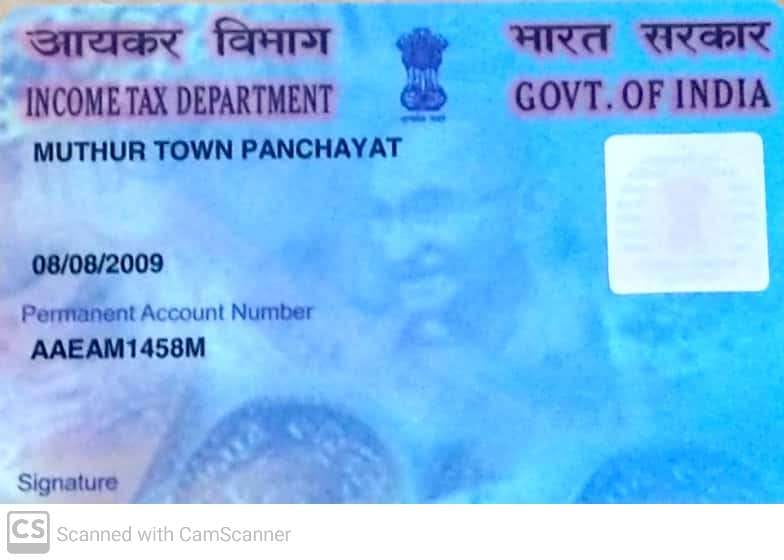 आयकर विभाग
भारत सरकार
INCOME TAX DEPARTMENT
GOVT. OF INDIA
MUTHUR TOWN PANCHAYAT
08/08/2009
Permanent Account Number
AAEAM1458M
Signature
CS Scanned with CamScanner